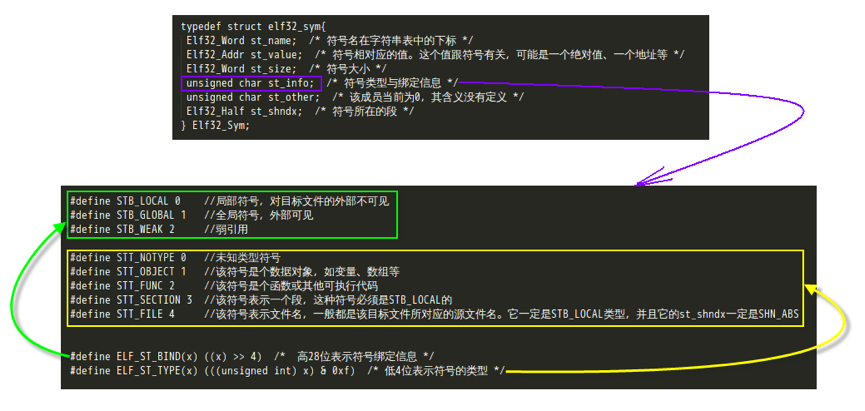 typedef struct elf32_sym{
Elf32_Word st_name; /* 符号名在字符串表中的下标 */
Elf32_Addr st_value; /* 符号相对应的值。这个值跟符号有关，可能是一个绝对值、一个地址等 */
Elf32_Word st_size; /* 符号大小 */
unsigned char st_info; /* 符号类型与绑定信息 */
unsigned char st_other; /* 该成员当前为0，其含义没有定义 */
Elf32_Half st_shndx; /* 符号所在的段 */
} Elf32_Sym;
#define STB_LOCAL 0 //局部符号，对目标文件的外部不可见
#define STB_GLOBAL 1 //全局符号，外部可见
#define STB_WEAK 2 //弱引用
#define STT_NOTYPE 0 //未知类型符号
#define STT_OBJECT 1 //该符号是个数据对象，如变量、数组等
#define STT_FUNC 2 //该符号是个函数或其他可执行代码
#define STT_SECTION 3 //该符号表示一个段，这种符号必须是STB_LOCAL的
#define STT_FILE 4 //该符号表示文件名，一般都是该目标文件所对应的源文件名。它一定是STB_LOCAL类型，并且它的st_shndx一定是SHN_ABS
#define ELF_ST_BIND(x) ((x) >> 4) /* 高28位表示符号绑定信息 */
#define ELF_ST_TYPE(x) (((unsigned int) x) & 0xf) /* 低4位表示符号的类型 */